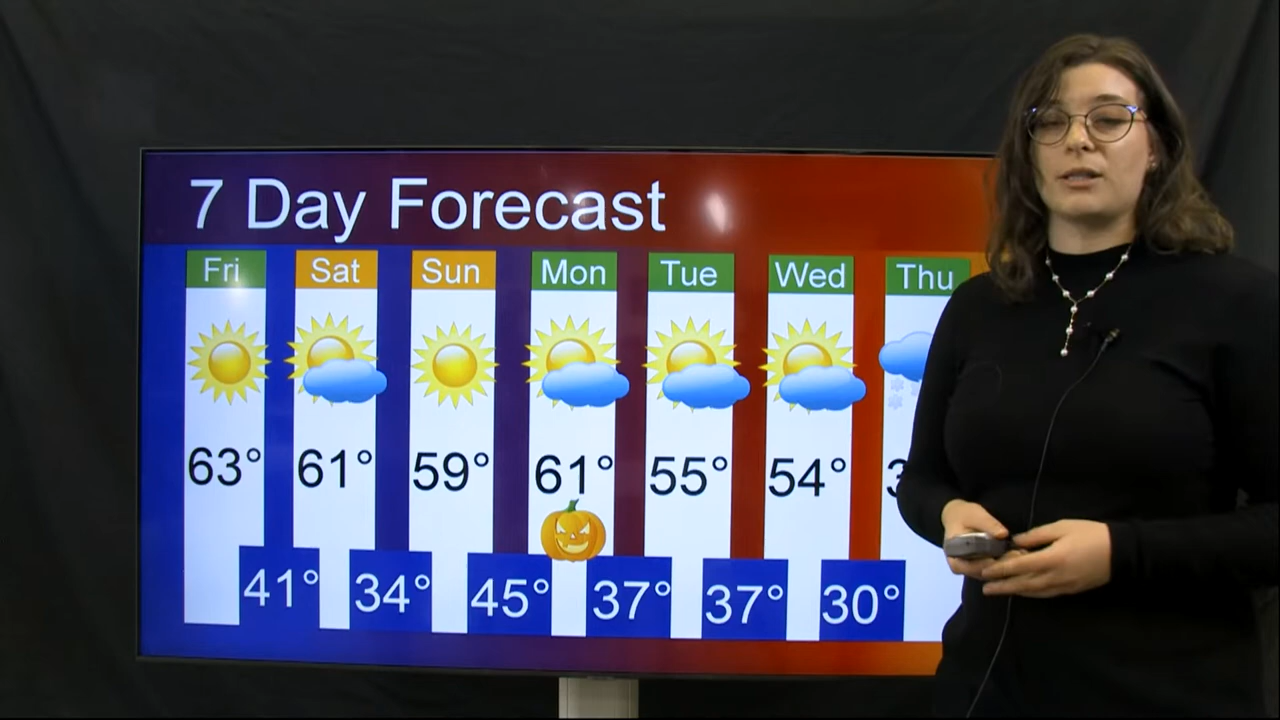 7 Day Forecast
Fri Sat Sun Mon Tue Wed Thu
63° 61° 59° 61° 55° 54° 3
41° 34° 45° 37° 37° 30°